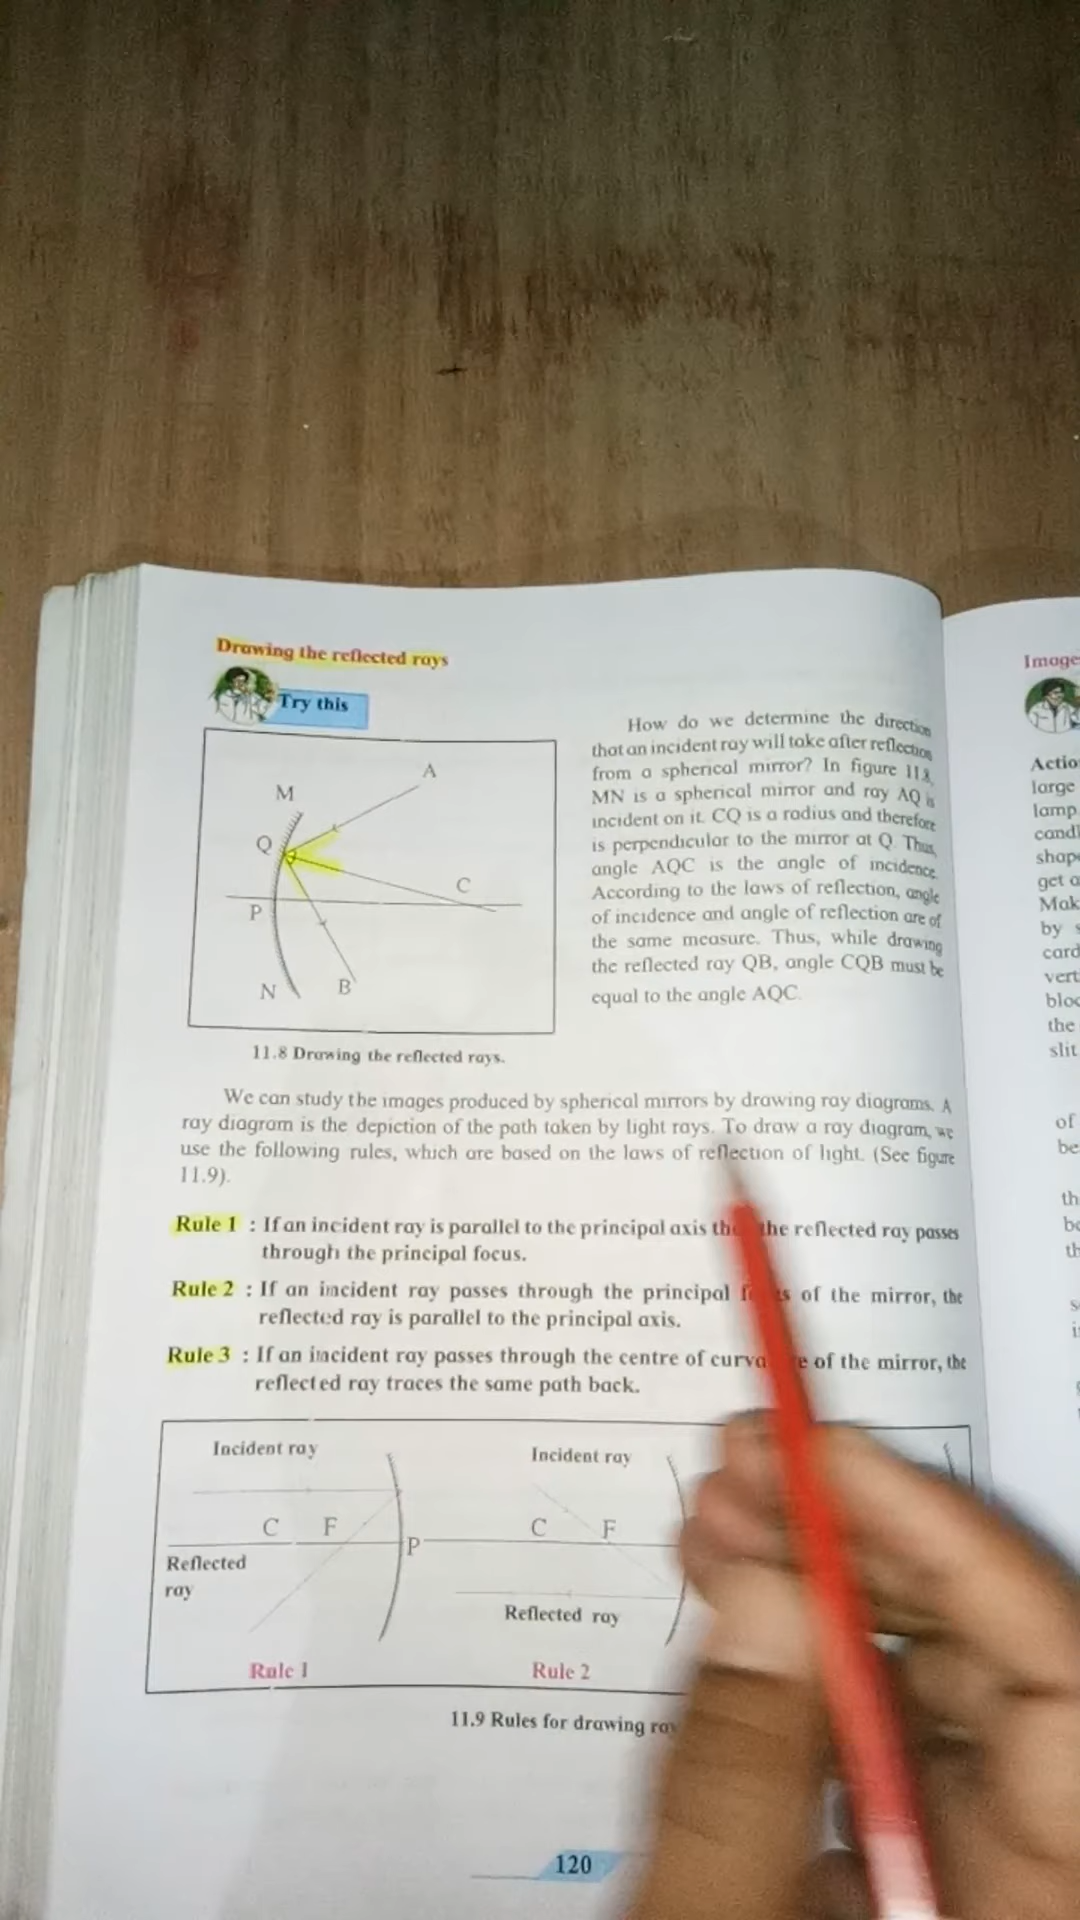 Drawing the reflected rays
Try this
A
M
Q
C
P
N
B
11.8 Drawing the reflected rays.
How do we determine the direction
that an incident ray will take after reflection
from a spherical mirror? In figure 11.8,
MN is a spherical mirror and ray AQ is
incident on it. CQ is a radius and therefore
is perpendicular to the mirror at Q. Thus,
angle AQC is the angle of incidence.
According to the laws of reflection, angle
of incidence and angle of reflection are of
the same measure. Thus, while drawing
the reflected ray QB, angle CQB must be
equal to the angle AQC.
We can study the images produced by spherical mirrors by drawing ray diagrams. A
ray diagram is the depiction of the path taken by light rays. To draw a ray diagram, we
use the following rules, which are based on the laws of reflection of light. (See figure
11.9).
Rule 1 : If an incident ray is parallel to the principal axis the reflected ray passes
through the principal focus.
Rule 2 : If an incident ray passes through the principal of the mirror, the
reflected ray is parallel to the principal axis.
Rule 3 : If an incident ray passes through the centre of of the mirror, the
reflected ray traces the same path back.
Incident ray
C F
P
Reflected
ray
Rule 1
Incident ray
C F
Reflected ray
Rule 2
11.9 Rules for drawing
120
Image
Actio
large
lamp
candl
shape
get a
Mak
by
card
vert
bloc
the
slit
of
be
th